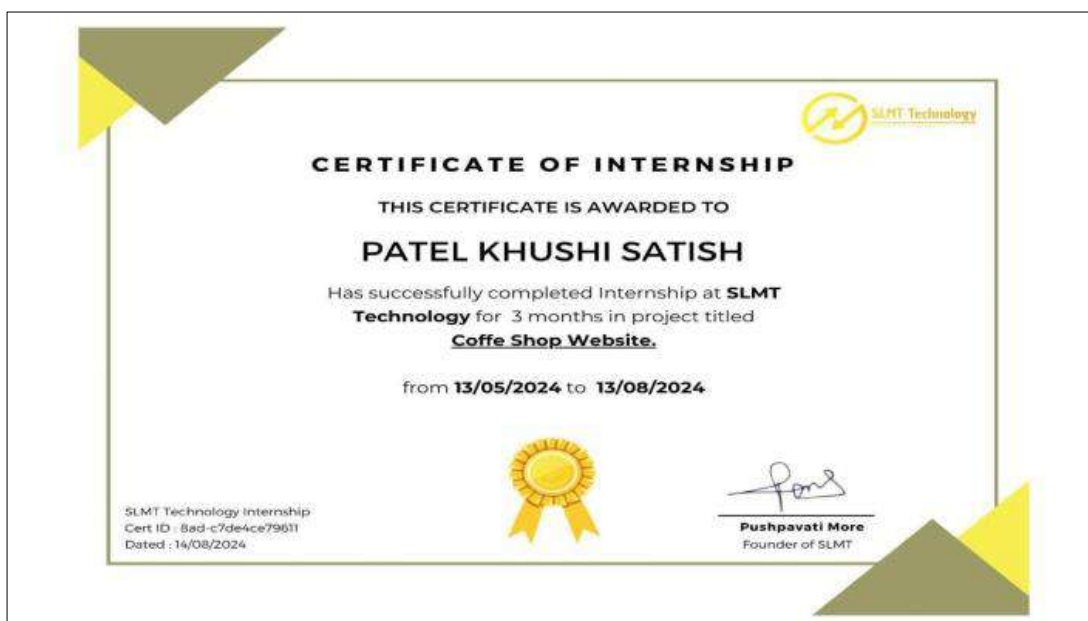 SLMT Technology
CERTIFICATE OF INTERNSHIP
THIS CERTIFICATE IS AWARDED TO
PATEL KHUSHI SATISH
Has successfully completed Internship at SLMT
Technology for 3 months in project titled
Coffe Shop Website.
from 13/05/2024 to 13/08/2024
SLMT Technology Internship
Cert ID : 8ad-c7de4ce79611
Dated : 14/08/2024
Pushpavati More
Founder of SLMT